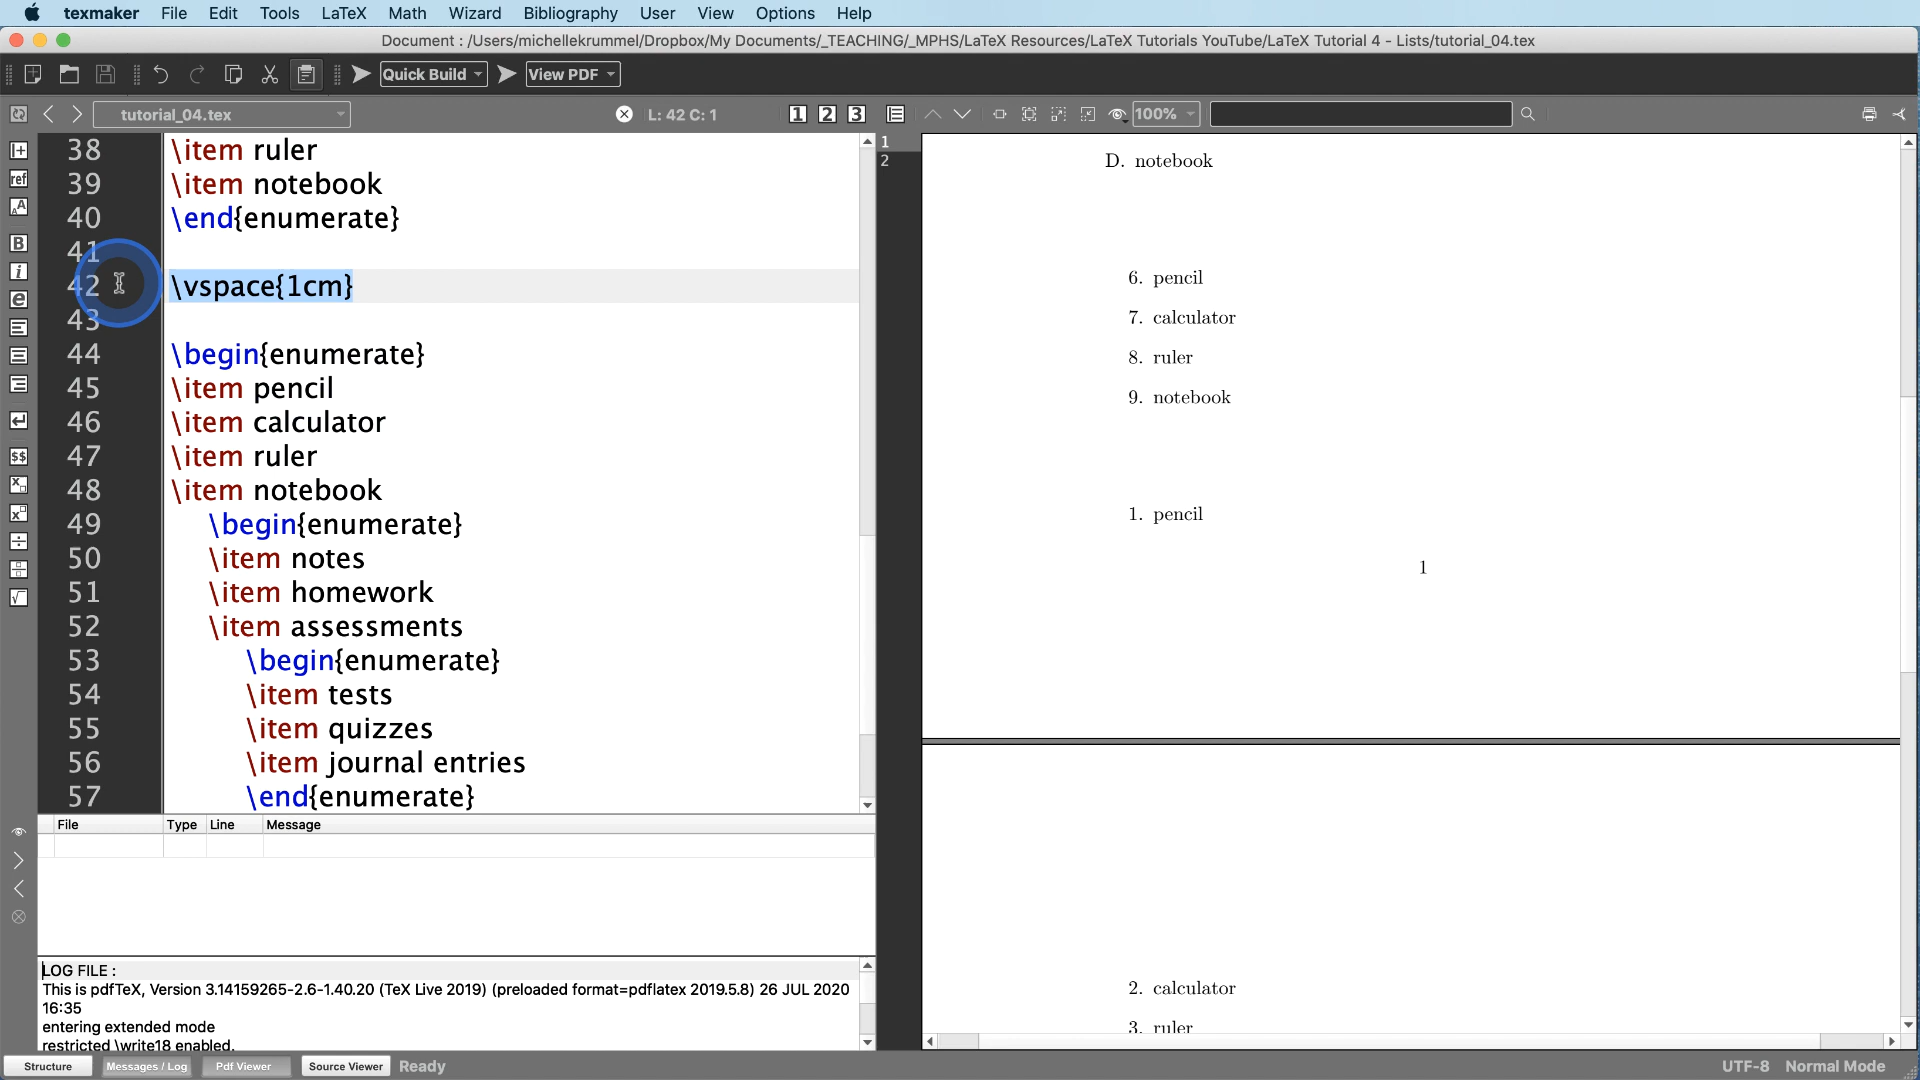 texmaker File Edit Tools LaTeX Math Wizard Bibliography User View Options Help
Document : /Users/michellekrummel/Dropbox/My Documents/_TEACHING/_MPHS/LaTeX Resources/LaTeX Tutorials YouTube/LaTeX Tutorial 4 - Lists/tutorial_04.tex
Quick Build View PDF
tutorial_04.tex L: 42 C: 1 1 2 3 100%
38 \item ruler
39 \item notebook
40 \end{enumerate}
41
42 \vspace{1cm}
43
44 \begin{enumerate}
45 \item pencil
46 \item calculator
47 \item ruler
48 \item notebook
49 \begin{enumerate}
50 \item notes
51 \item homework
52 \item assessments
53 \begin{enumerate}
54 \item tests
55 \item quizzes
56 \item journal entries
57 \end{enumerate}
1
2
D. notebook
6. pencil
7. calculator
8. ruler
9. notebook
1. pencil
1
2. calculator
3. ruler
File Type Line Message
LOG FILE :
This is pdfTeX, Version 3.14159265-2.6-1.40.20 (TeX Live 2019) (preloaded format=pdflatex 2019.5.8) 26 JUL 2020
16:35
entering extended mode
restricted \write18 enabled.
Structure Messages / Log Pdf Viewer Source Viewer Ready UTF-8 Normal Mode